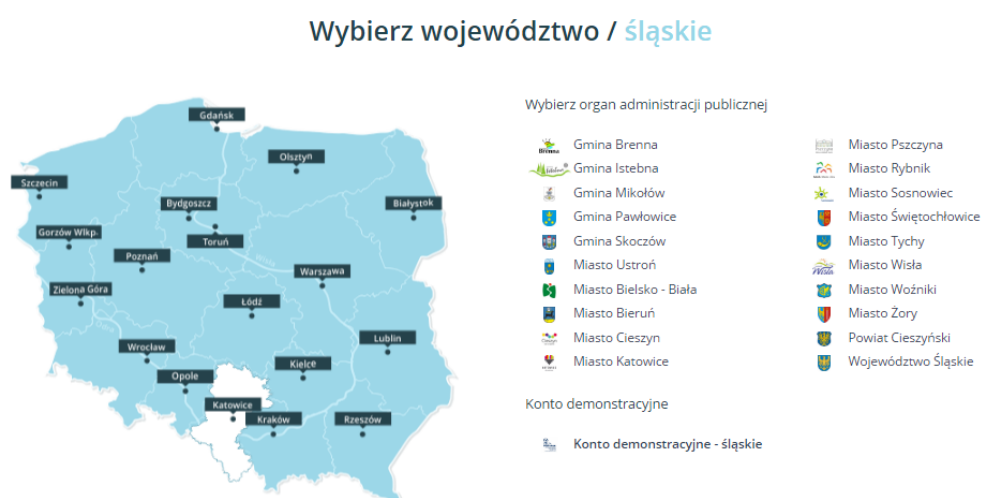 Wybierz województwo / śląskie
Gdańsk
Olsztyn
Szczecin
Bydgoszcz
Białystok
Gorzów Wlkp.
Toruń
Poznań
Warszawa
Zielona Góra
Łódź
Lublin
Wrocław
Kielce
Opole
Katowice
Kraków
Rzeszów
Wybierz organ administracji publicznej
Gmina Brenna
Gmina Istebna
Gmina Mikołów
Gmina Pawłowice
Gmina Skoczów
Miasto Ustroń
Miasto Bielsko - Biała
Miasto Bieruń
Miasto Cieszyn
Miasto Katowice
Miasto Pszczyna
Miasto Rybnik
Miasto Sosnowiec
Miasto Świętochłowice
Miasto Tychy
Miasto Wisła
Miasto Woźniki
Miasto Żory
Powiat Cieszyński
Województwo Śląskie
Konto demonstracyjne
Konto demonstracyjne - śląskie